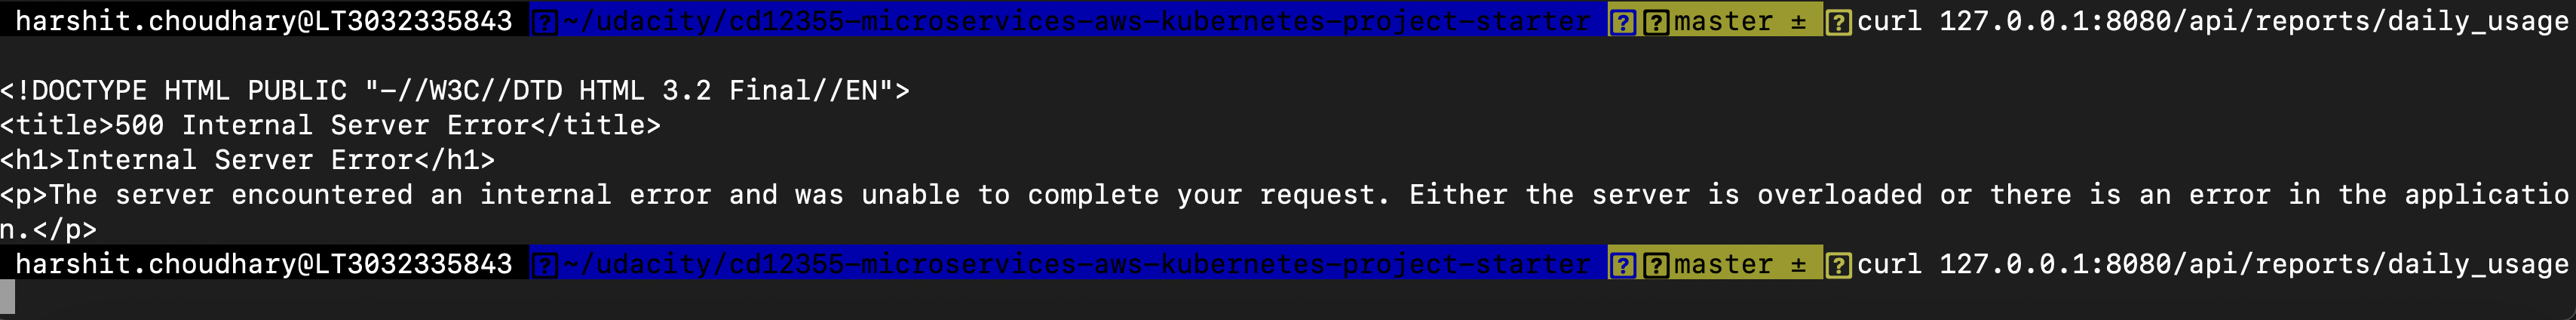 harshit.choudhary@LT3032335843 ~/udacity/cd12355-microservices-aws-kubernetes-project-starter master ± curl 127.0.0.1:8080/api/reports/daily_usage
<!DOCTYPE HTML PUBLIC "-//W3C//DTD HTML 3.2 Final//EN">
<title>500 Internal Server Error</title>
<h1>Internal Server Error</h1>
<p>The server encountered an internal error and was unable to complete your request. Either the server is overloaded or there is an error in the applicatio
n.</p>
harshit.choudhary@LT3032335843 ~/udacity/cd12355-microservices-aws-kubernetes-project-starter master ± curl 127.0.0.1:8080/api/reports/daily_usage